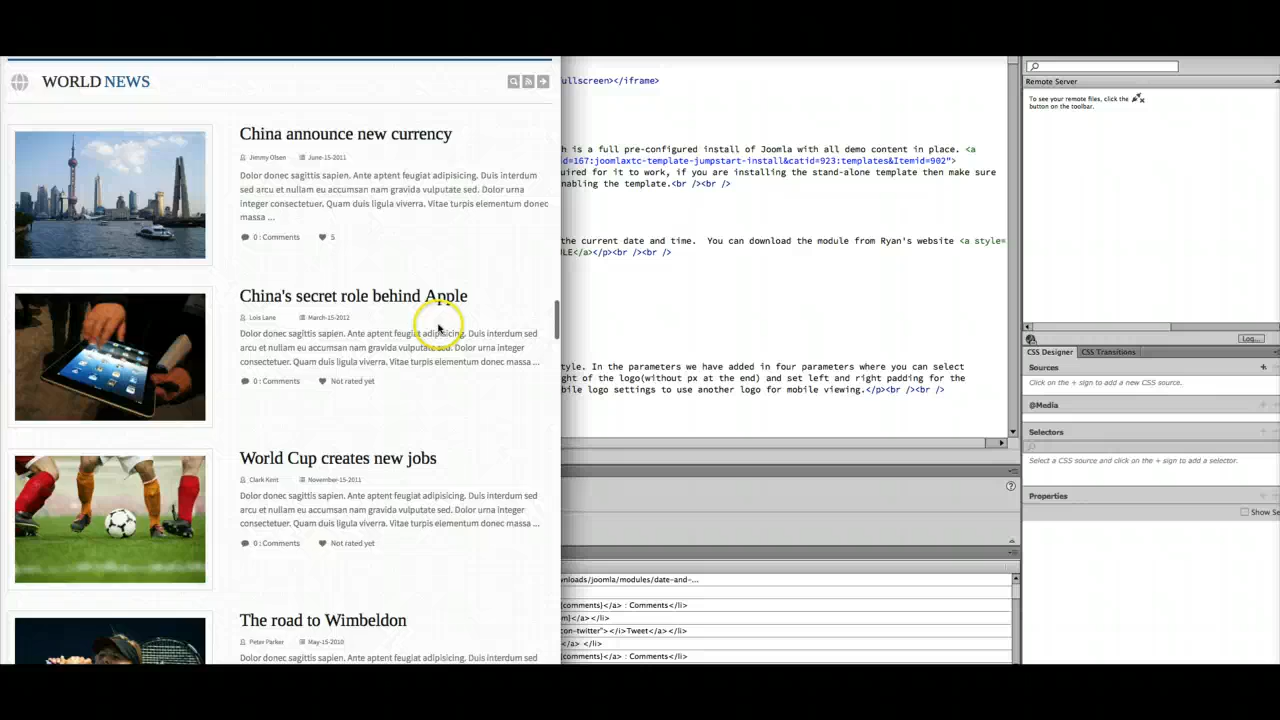 WORLD NEWS
China announce new currency
Jimmy Olsen June-15-2011
Dolor donec sagittis sapien. Ante aptent feugiat adipisicing. Duis interdum
sed arcu et nullam eu accumsan nam gravida vulputate sed. Dolor urna
integer consectetuer. Quam duis ligula viverra. Vitae turpis elementum donec
massa ...
0 : Comments 5
China's secret role behind Apple
Lois Lane March-15-2012
Dolor donec sagittis sapien. Ante aptent feugiat adipisicing. Duis interdum sed
arcu et nullam eu accumsan nam gravida vulputate sed. Dolor urna integer
consectetuer. Quam duis ligula viverra. Vitae turpis elementum donec massa ...
0 : Comments Not rated yet
World Cup creates new jobs
Clark Kent November-15-2011
Dolor donec sagittis sapien. Ante aptent feugiat adipisicing. Duis interdum sed
arcu et nullam eu accumsan nam gravida vulputate sed. Dolor urna integer
consectetuer. Quam duis ligula viverra. Vitae turpis elementum donec massa ...
0 : Comments Not rated yet
The road to Wimbeldon
Peter Parker May-15-2010
Dolor donec sagittis sapien. Ante aptent feugiat adipisicing. Duis interdum sed
ullscreen></iframe>
h is a full pre-configured install of Joomla with all demo content in place. <a
d=167:joomlaxtc-template-jumpstart-install&catid=923:templates&Itemid=902">
uired for it to work, if you are installing the stand-alone template then make sure
nabling the template.<br /><br />
the current date and time. You can download the module from Ryan's website <a style=
ULE</a></p><br /><br />
tyle. In the parameters we have added in four parameters where you can select
ght of the logo(without px at the end) and set left and right padding for the
bile logo settings to use another logo for mobile viewing.</p><br /><br />
wnloads/joomla/modules/date-and-...
{comments}</a> : Comments</li>
m}</a></li>
con-twitter"></i>Tweet</a></li>
</a> </li>
{comments}</a> : Comments</li>
Remote Server
To see your remote files, click the
button on the toolbar.
Log...
CSS Designer CSS Transitions
Sources
Click on the + sign to add a new CSS source.
@Media
Selectors
Select a CSS source and click on the + sign to add a selector.
Properties
Show Se